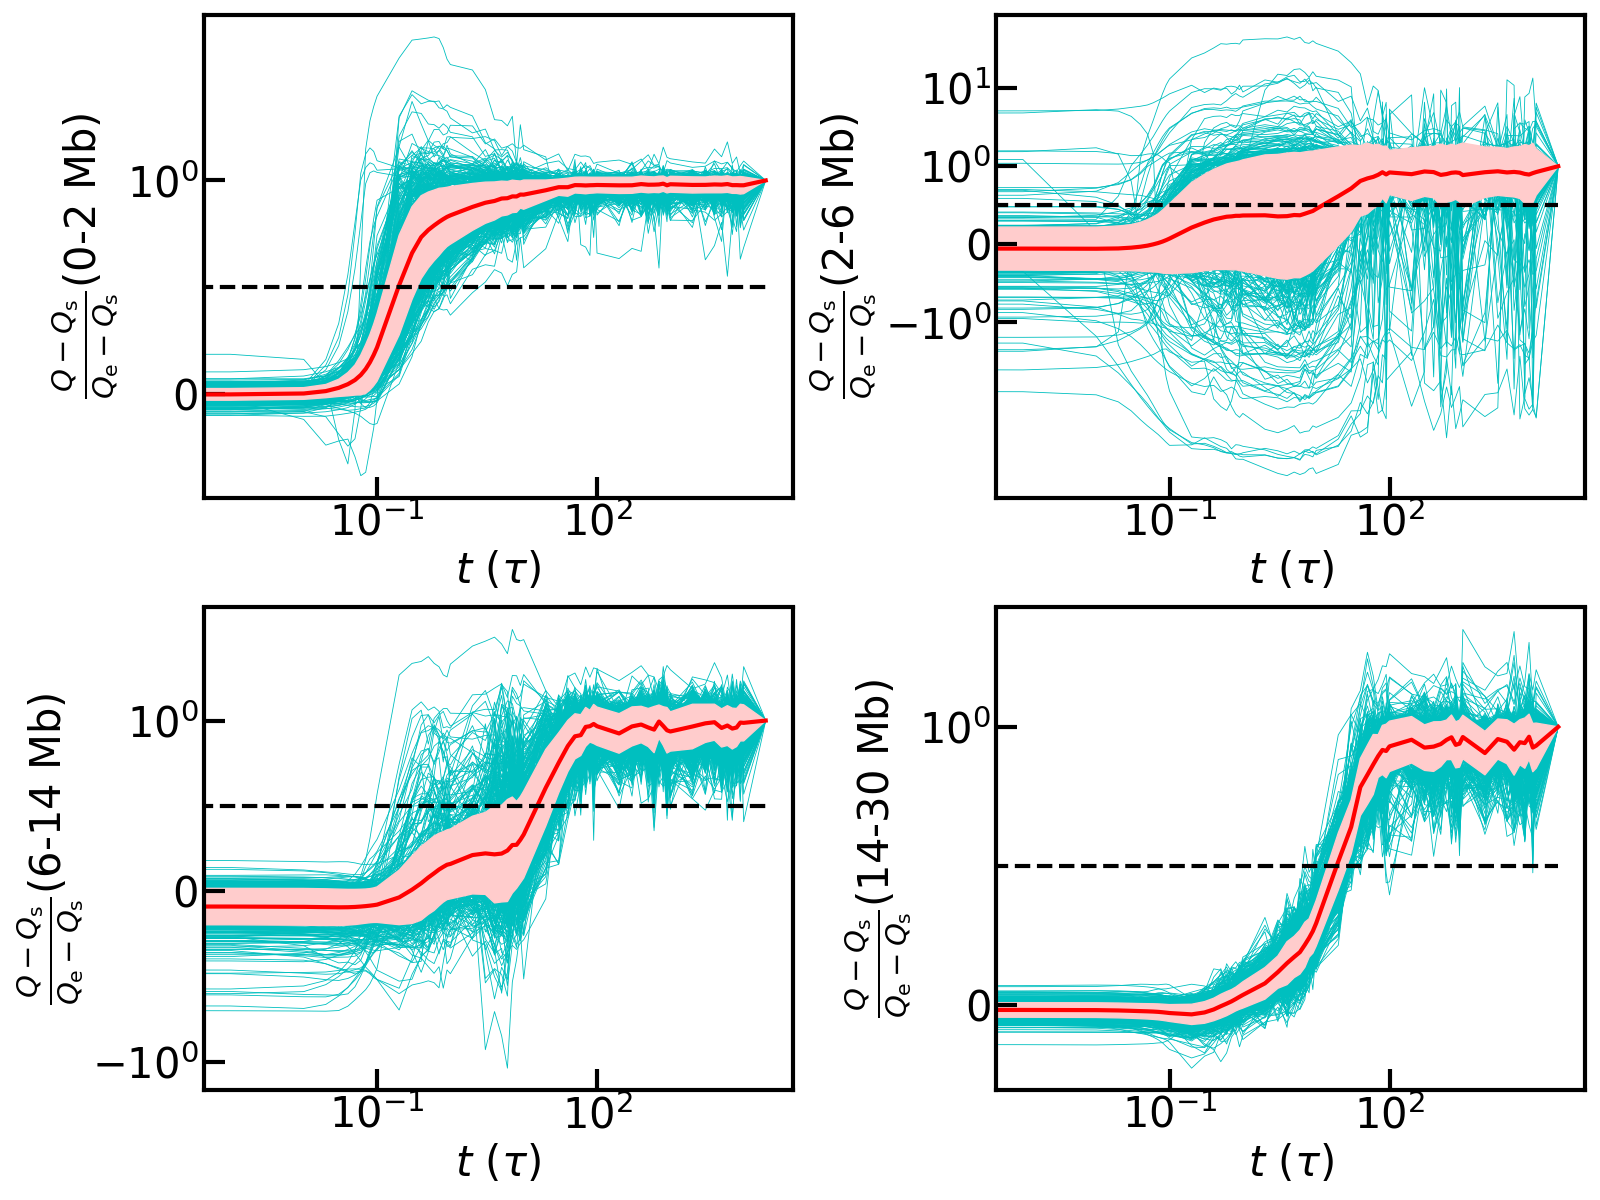 10⁰
0
10⁻¹ 10²
t (τ)
Q − Qₛ / Qₑ − Qₛ (0-2 Mb)
10¹
10⁰
0
−10⁰
10⁻¹ 10²
t (τ)
Q − Qₛ / Qₑ − Qₛ (2-6 Mb)
10⁰
0
−10⁰
10⁻¹ 10²
t (τ)
Q − Qₛ / Qₑ − Qₛ (6-14 Mb)
10⁰
0
10⁻¹ 10²
t (τ)
Q − Qₛ / Qₑ − Qₛ (14-30 Mb)